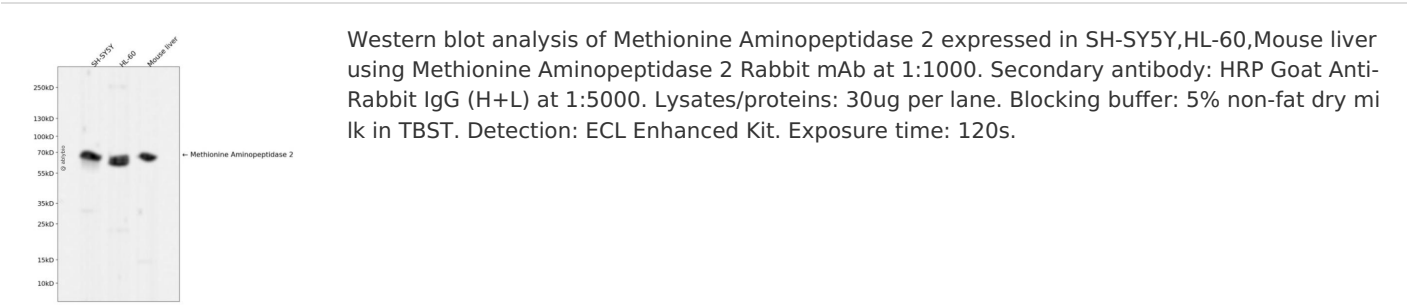 SH-SY5Y
HL-60
Mouse liver
250kD
130kD
100kD
70kD
55kD
35kD
25kD
15kD
10kD
← Methionine Aminopeptidase 2
Western blot analysis of Methionine Aminopeptidase 2 expressed in SH-SY5Y,HL-60,Mouse liver
using Methionine Aminopeptidase 2 Rabbit mAb at 1:1000. Secondary antibody: HRP Goat Anti-
Rabbit IgG (H+L) at 1:5000. Lysates/proteins: 30ug per lane. Blocking buffer: 5% non-fat dry mi
lk in TBST. Detection: ECL Enhanced Kit. Exposure time: 120s.